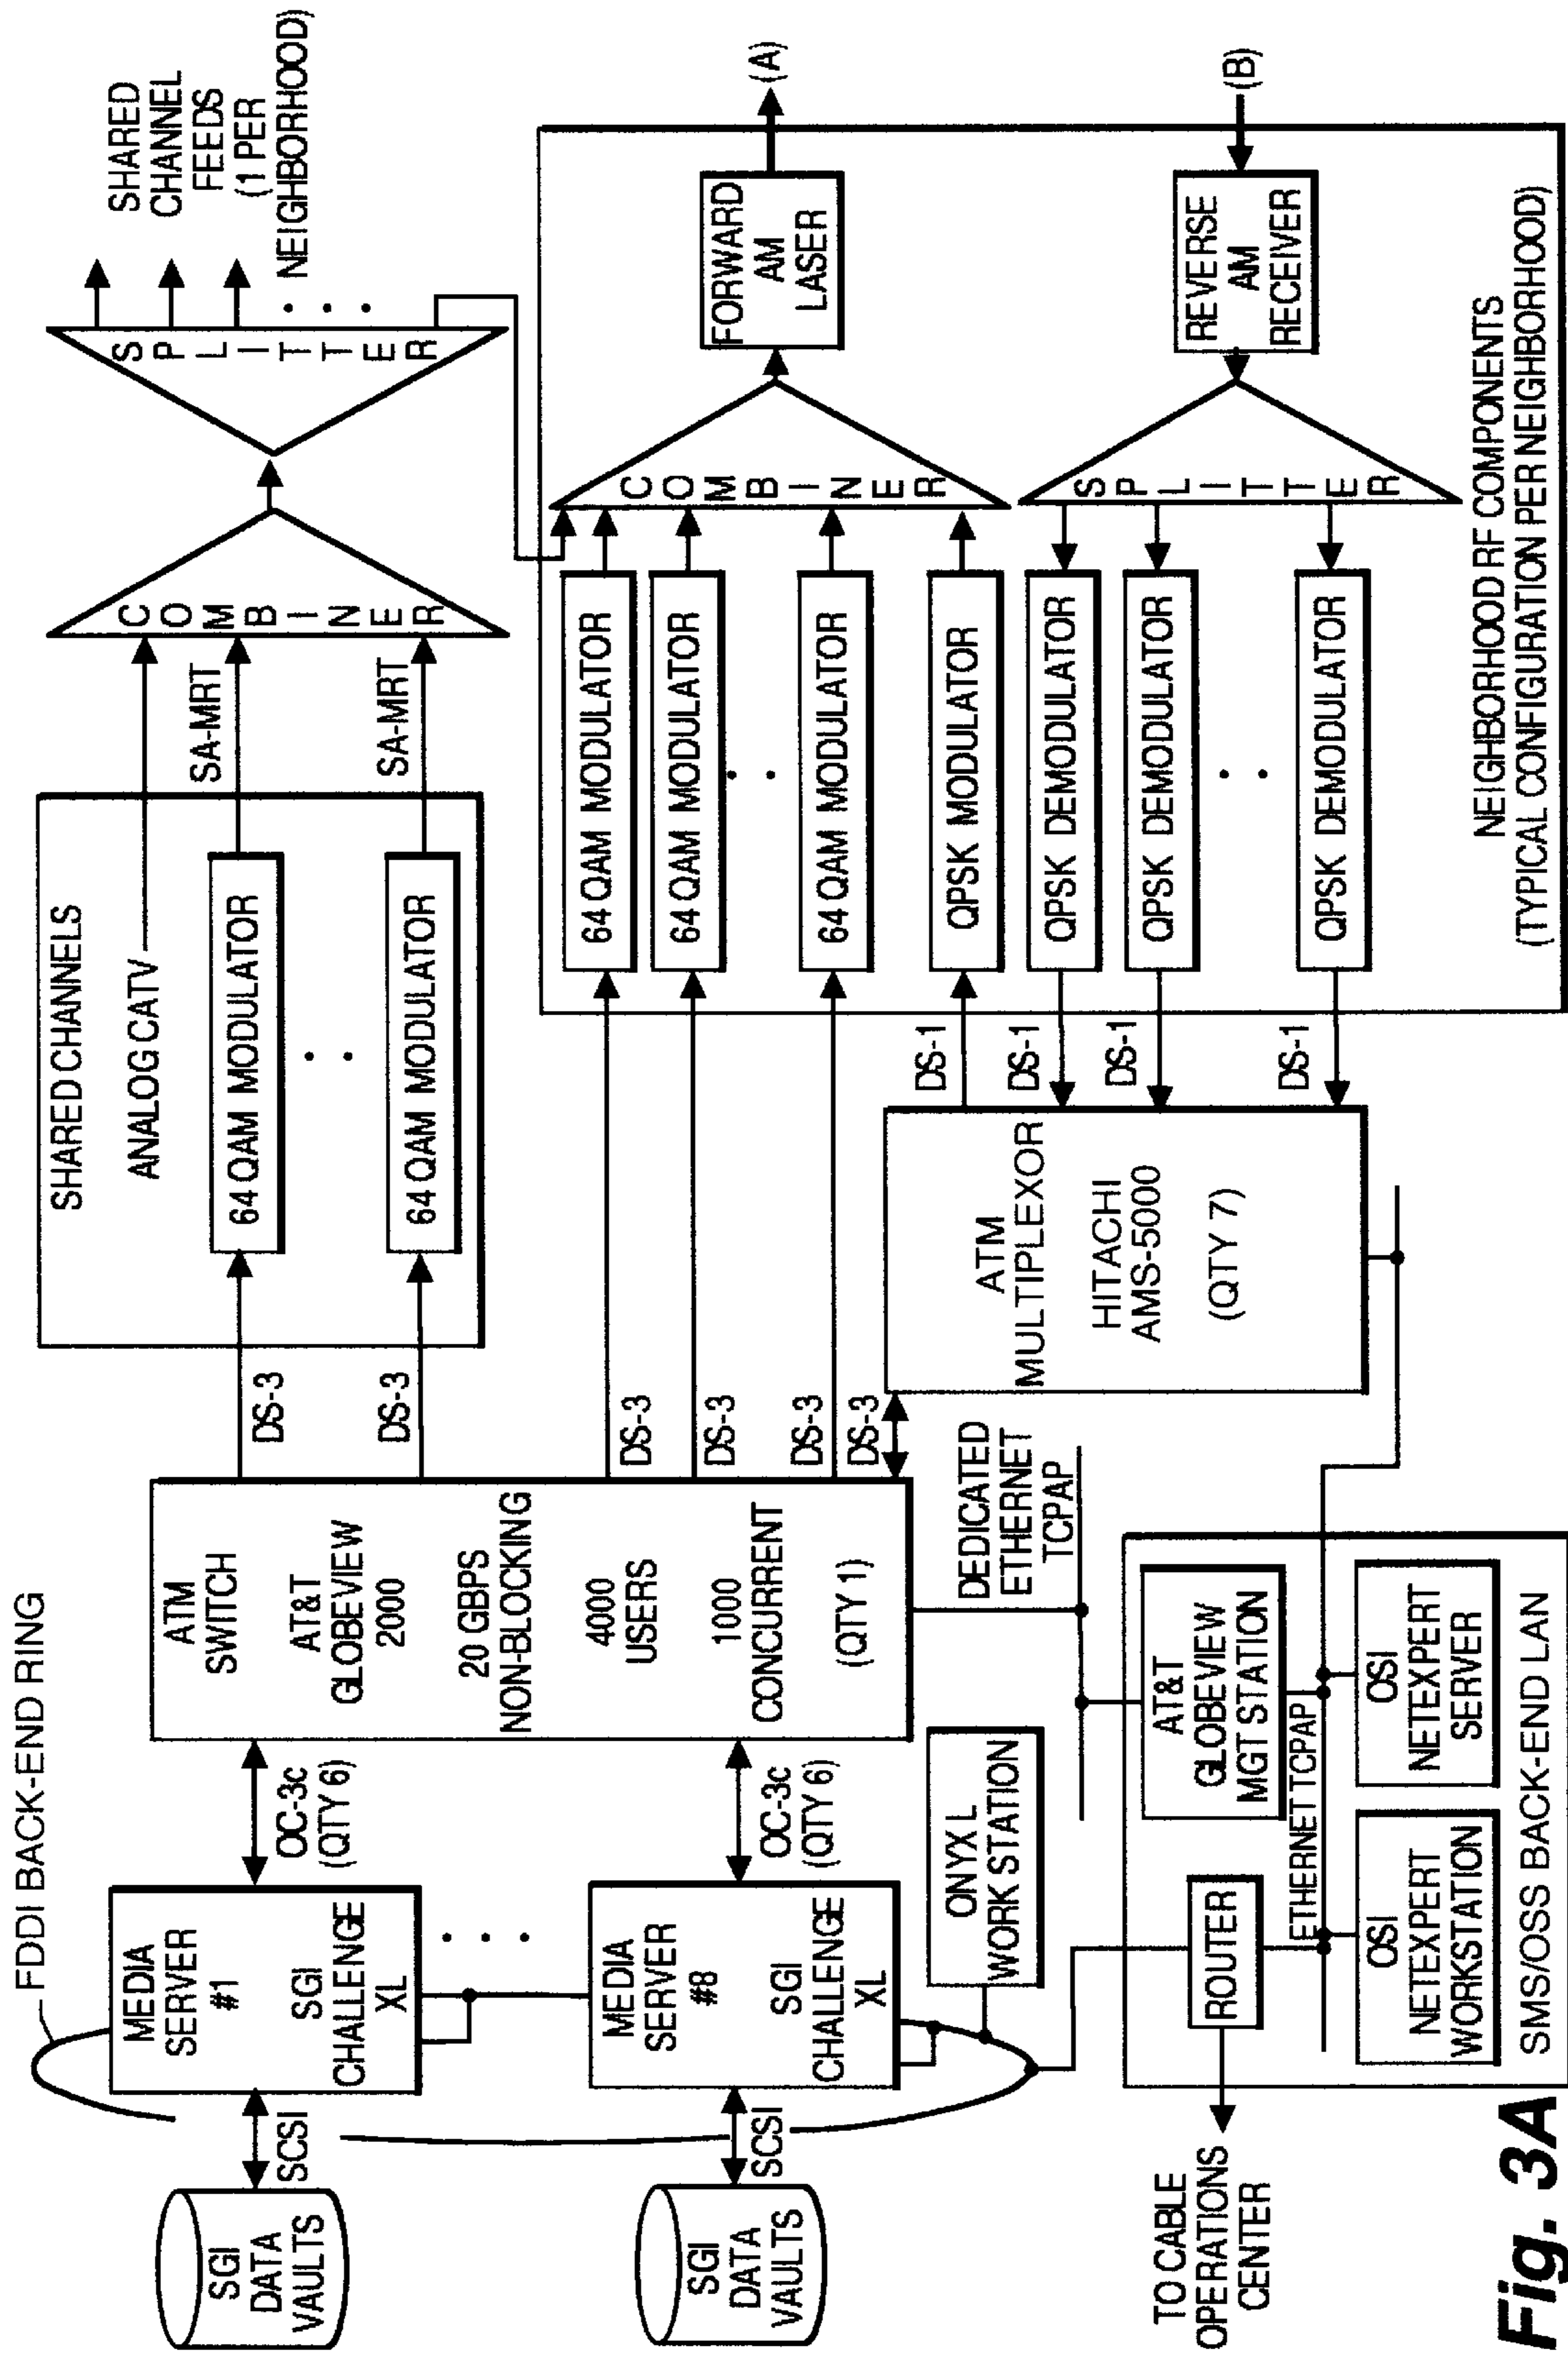 FDDI BACK-END RING
SGI
DATA
VAULTS
SCSI
MEDIA
SERVER
#1
SGI
CHALLENGE
XL
OC-3c
(QTY 6)
SGI
DATA
VAULTS
SCSI
MEDIA
SERVER
#8
SGI
CHALLENGE
XL
OC-3c
(QTY 6)
ONYX L
WORK STATION
ATM
SWITCH
AT&T
GLOBEVIEW
2000
20 GBPS
NON-BLOCKING
4000
USERS
1000
CONCURRENT
(QTY 1)
DS-3
DS-3
DS-3
DS-3
DS-3
DS-3
SHARED CHANNELS
ANALOG CATV
64 QAM MODULATOR
64 QAM MODULATOR
SA-MRT
SA-MRT
COMBINER
SPLITTER
SHARED
CHANNEL
FEEDS
(1 PER
NEIGHBORHOOD)
64 QAM MODULATOR
64 QAM MODULATOR
64 QAM MODULATOR
QPSK MODULATOR
QPSK DEMODULATOR
QPSK DEMODULATOR
QPSK DEMODULATOR
COMBINER
SPLITTER
FORWARD
AM
LASER
(A)
REVERSE
AM
RECEIVER
(B)
NEIGHBORHOOD RF COMPONENTS
(TYPICAL CONFIGURATION PER NEIGHBORHOOD)
DS-1
DS-1
DS-1
DS-1
ATM
MULTIPLEXOR
HITACHI
AMS-5000
(QTY 7)
DEDICATED
ETHERNET
TCPAP
TO CABLE
OPERATIONS
CENTER
ROUTER
AT&T
GLOBEVIEW
MGT STATION
ETHERNET TCPAP
OSI
NETEXPERT
WORKSTATION
OSI
NETEXPERT
SERVER
SMS/OSS BACK-END LAN
Fig. 3A